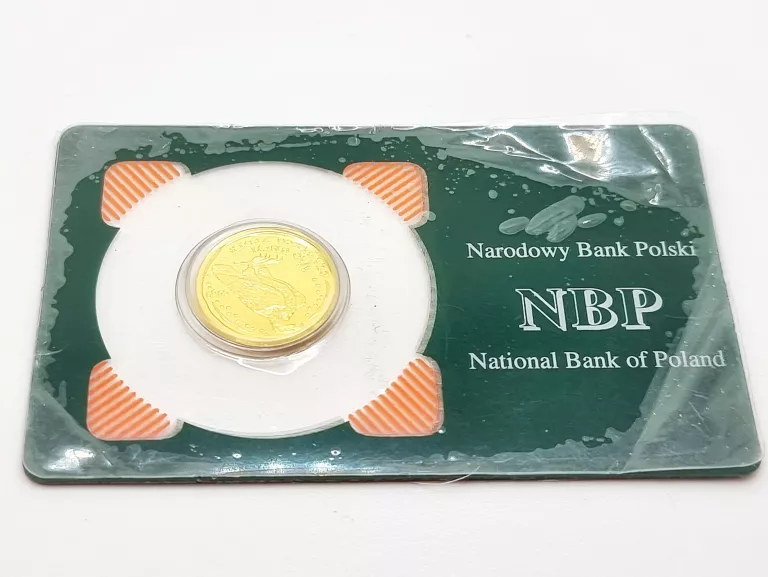 Narodowy Bank Polski
NBP
National Bank of Poland